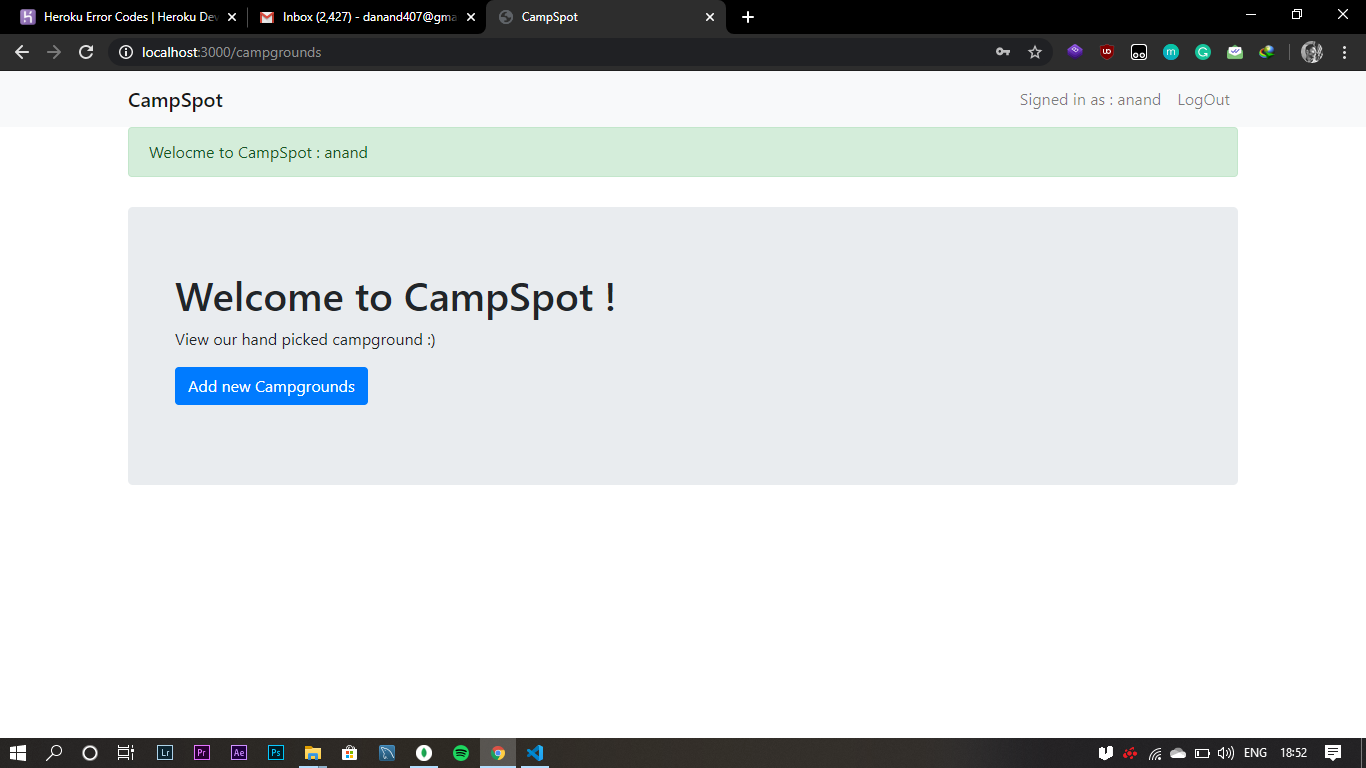 Heroku Error Codes | Heroku Dev
Inbox (2,427) - danand407@gma
CampSpot
localhost:3000/campgrounds
CampSpot
Signed in as : anand
LogOut
Welocme to CampSpot : anand
Welcome to CampSpot !
View our hand picked campground :)
Add new Campgrounds
Lr
Pr
Ae
Ps
ENG
18:52